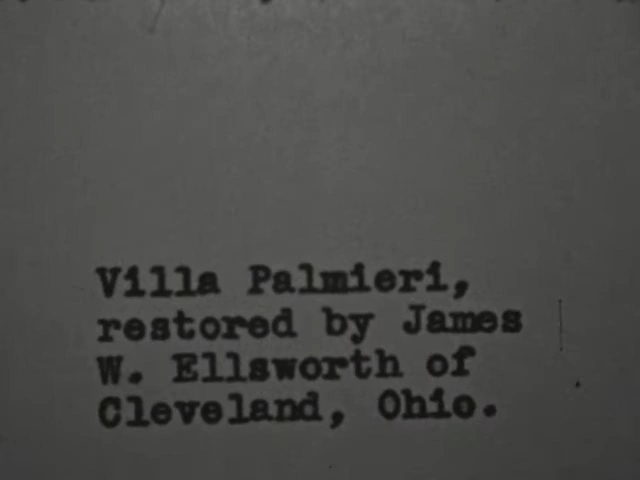 Villa Palmieri,
restored by James
W. Ellsworth of
Cleveland, Ohio.